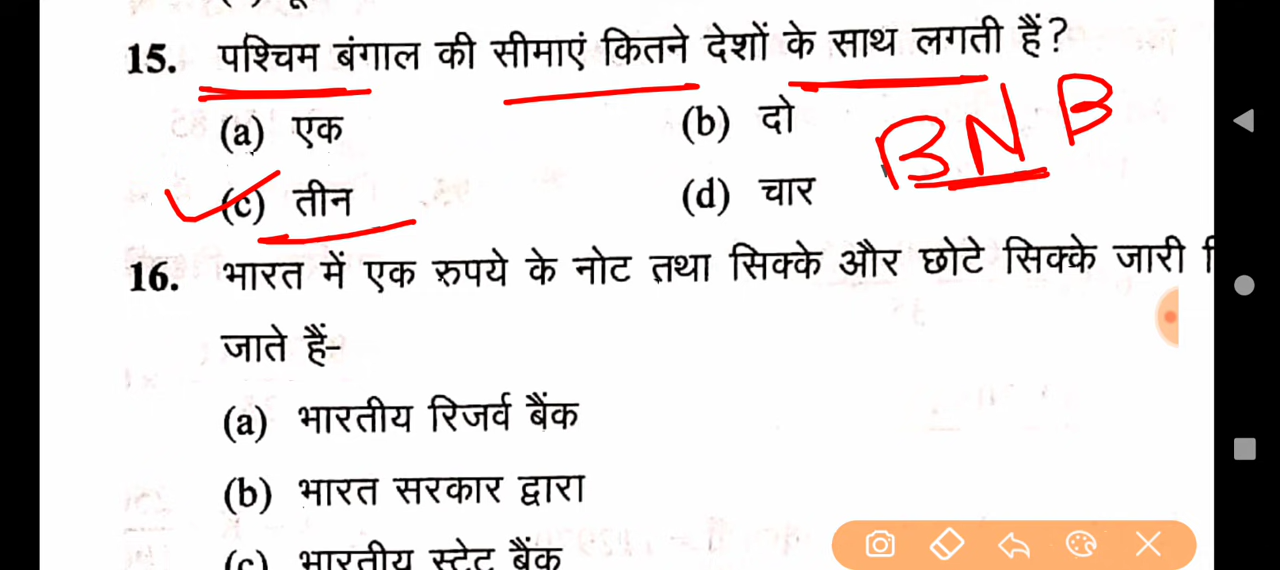 15. पश्चिम बंगाल की सीमाएं कितने देशों के साथ लगती हैं?
(a) एक (b) दो
BNB
(c) तीन (d) चार
16. भारत में एक रुपये के नोट तथा सिक्के और छोटे सिक्के जारी
जाते हैं-
(a) भारतीय रिजर्व बैंक
(b) भारत सरकार द्वारा
(c) भारतीय स्टेट बैंक